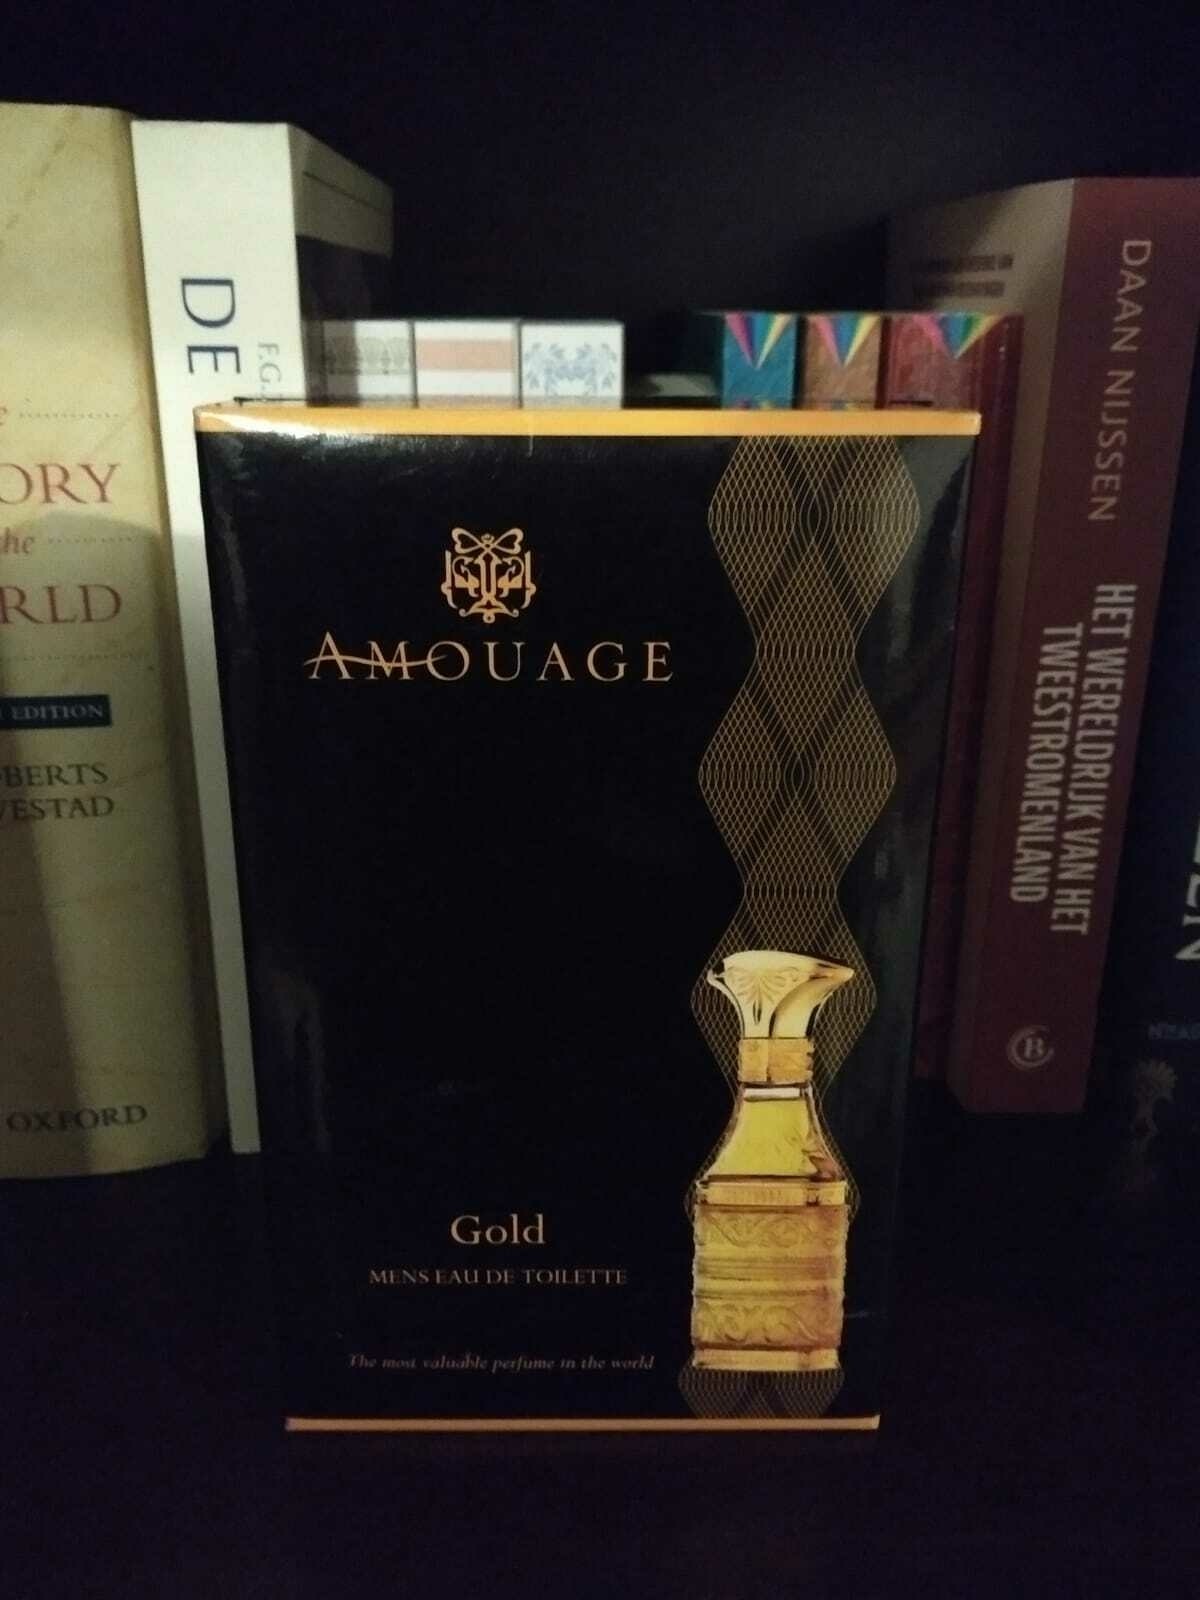 ORY
the
RLD
EDITION
BERTS
VESTAD
OXFORD
DE
F.G.
AMOUAGE
Gold
MENS EAU DE TOILETTE
The most valuable perfume in the world
DAAN NIJSSEN
HET WERELDRIJK VAN HET
TWEESTROMENLAND
B